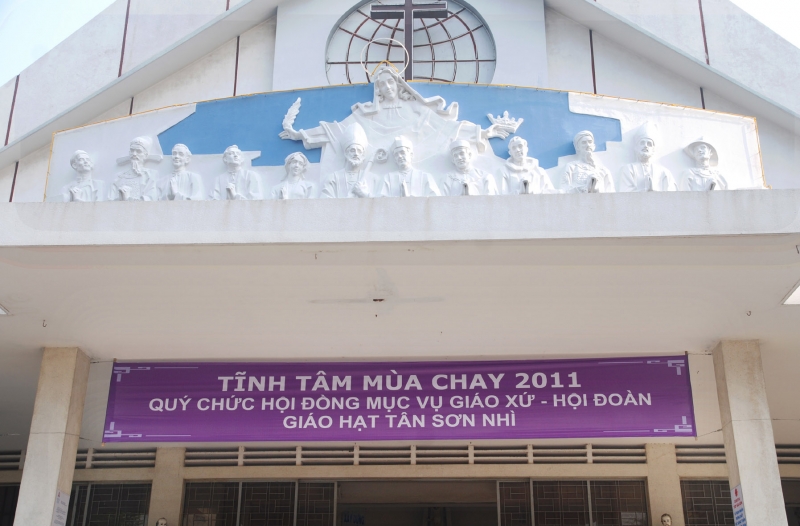 TĨNH TÂM MÙA CHAY 2011
QUÝ CHỨC HỘI ĐỒNG MỤC VỤ GIÁO XỨ - HỘI ĐOÀN
GIÁO HẠT TÂN SƠN NHÌ